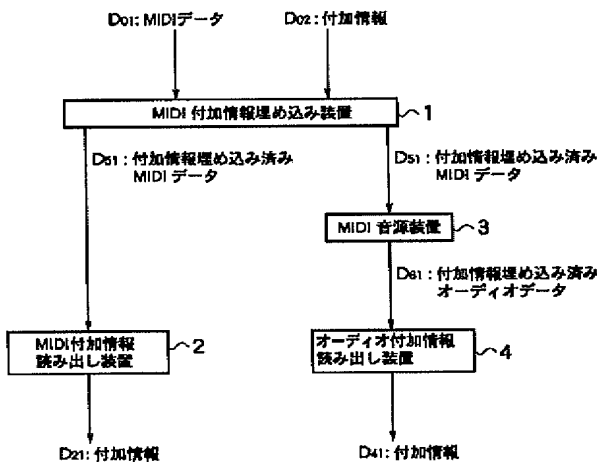 D01: MIDIデータ
D02: 付加情報
MIDI 付加情報埋め込み装置
1
D51 : 付加情報埋め込み済み
MIDI データ
D51 : 付加情報埋め込み済み
MIDI データ
MIDI 音源装置
3
D61 : 付加情報埋め込み済み
オーディオデータ
MIDI付加情報
読み出し装置
2
オーディオ付加情報
読み出し装置
4
D21: 付加情報
D41: 付加情報